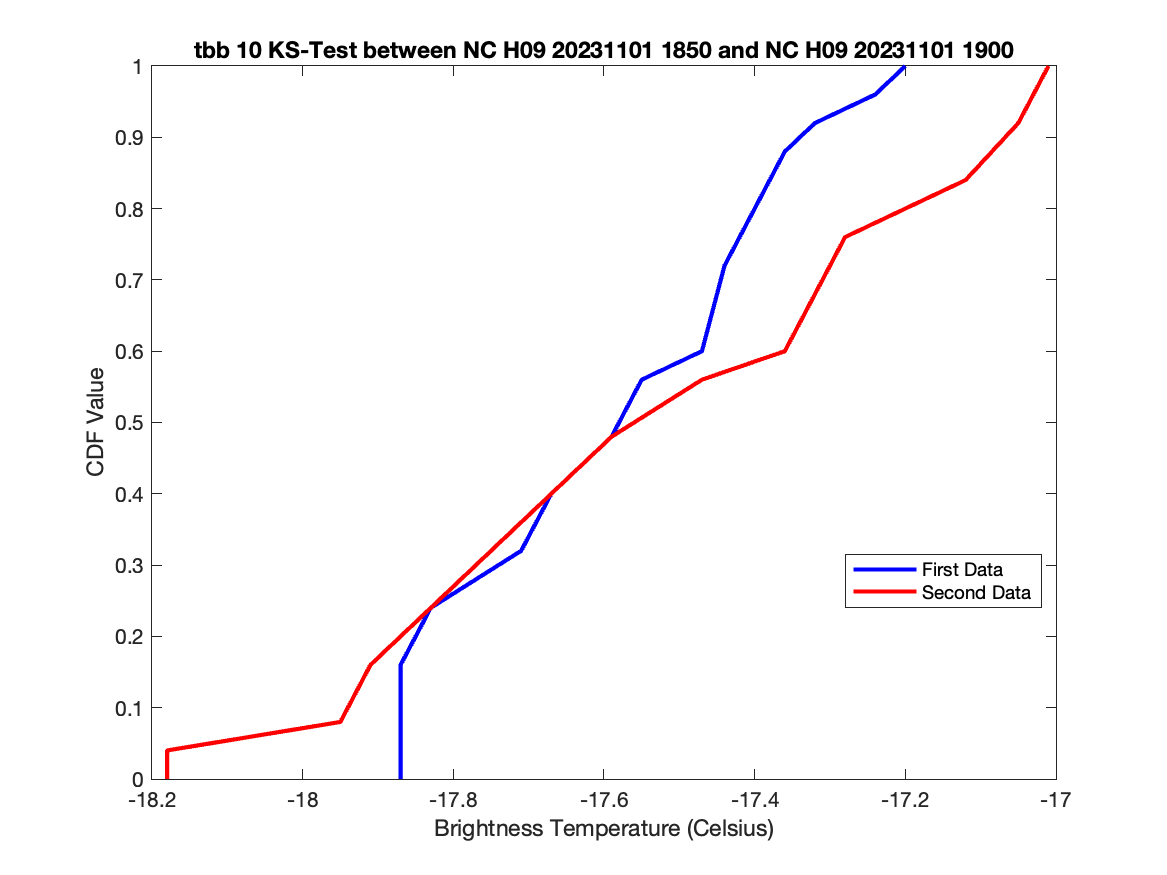 tbb 10 KS-Test between NC H09 20231101 1850 and NC H09 20231101 1900
1
0.9
0.8
0.7
0.6
0.5
0.4
0.3
0.2
0.1
0
CDF Value
First Data
Second Data
-18.2 -18 -17.8 -17.6 -17.4 -17.2 -17
Brightness Temperature (Celsius)